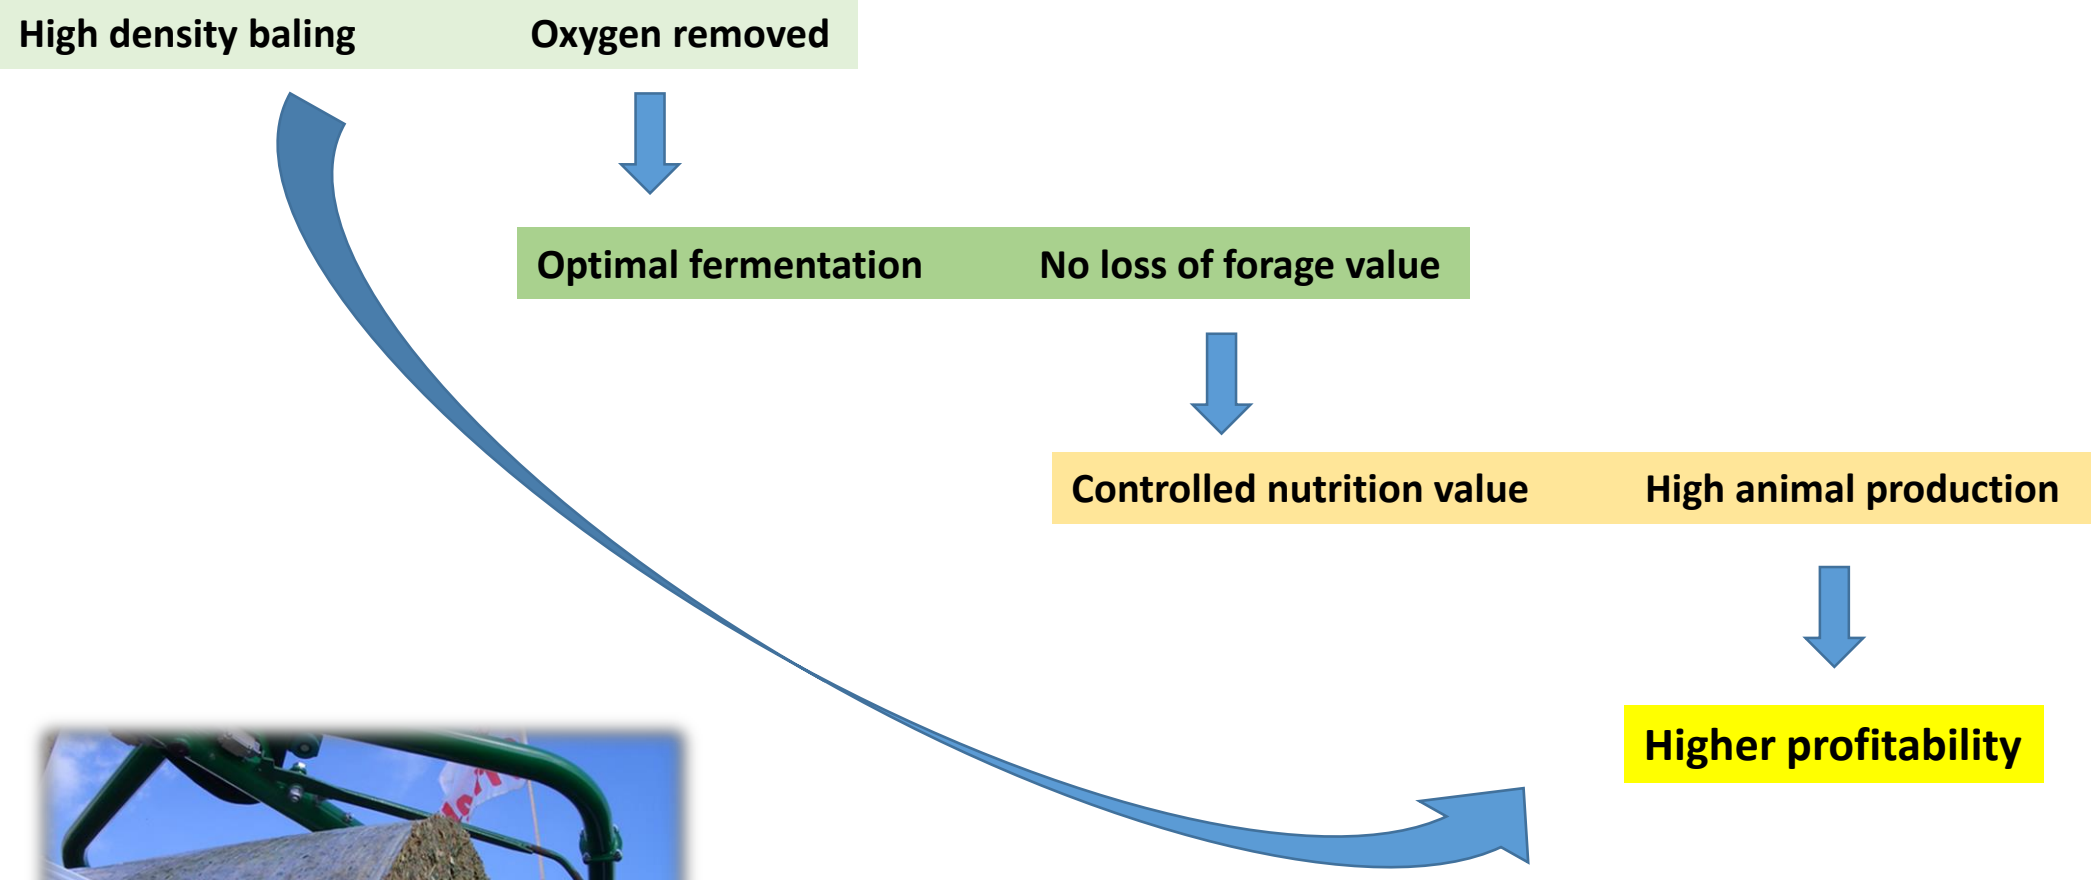 High density baling Oxygen removed
Optimal fermentation No loss of forage value
Controlled nutrition value High animal production
Higher profitability